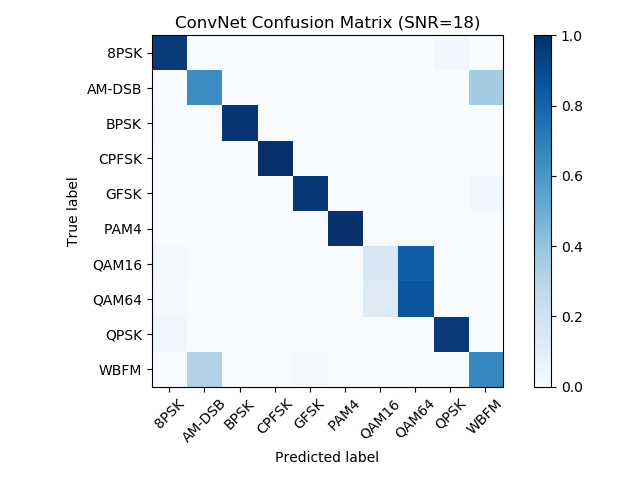 ConvNet Confusion Matrix (SNR=18)
True label
8PSK
AM-DSB
BPSK
CPFSK
GFSK
PAM4
QAM16
QAM64
QPSK
WBFM
8PSK
AM-DSB
BPSK
CPFSK
GFSK
PAM4
QAM16
QAM64
QPSK
WBFM
Predicted label
1.0
0.8
0.6
0.4
0.2
0.0